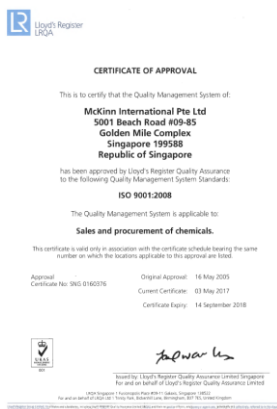 LR
Lloyd's Register
LRQA
CERTIFICATE OF APPROVAL
This is to certify that the Quality Management System of:
McKinn International Pte Ltd
5001 Beach Road #09-85
Golden Mile Complex
Singapore 199588
Republic of Singapore
has been approved by Lloyd's Register Quality Assurance
to the following Quality Management System Standards:
ISO 9001:2008
The Quality Management System is applicable to:
Sales and procurement of chemicals.
This certificate is valid only in association with the certificate schedule bearing the same
number on which the locations applicable to this approval are listed.
Approval
Certificate No: SNG 0160376
Original Approval: 16 May 2005
Current Certificate: 03 May 2017
Certificate Expiry: 14 September 2018
UKAS
Issued by: Lloyd's Register Quality Assurance Limited Singapore
For and on behalf of Lloyd's Register Quality Assurance Limited